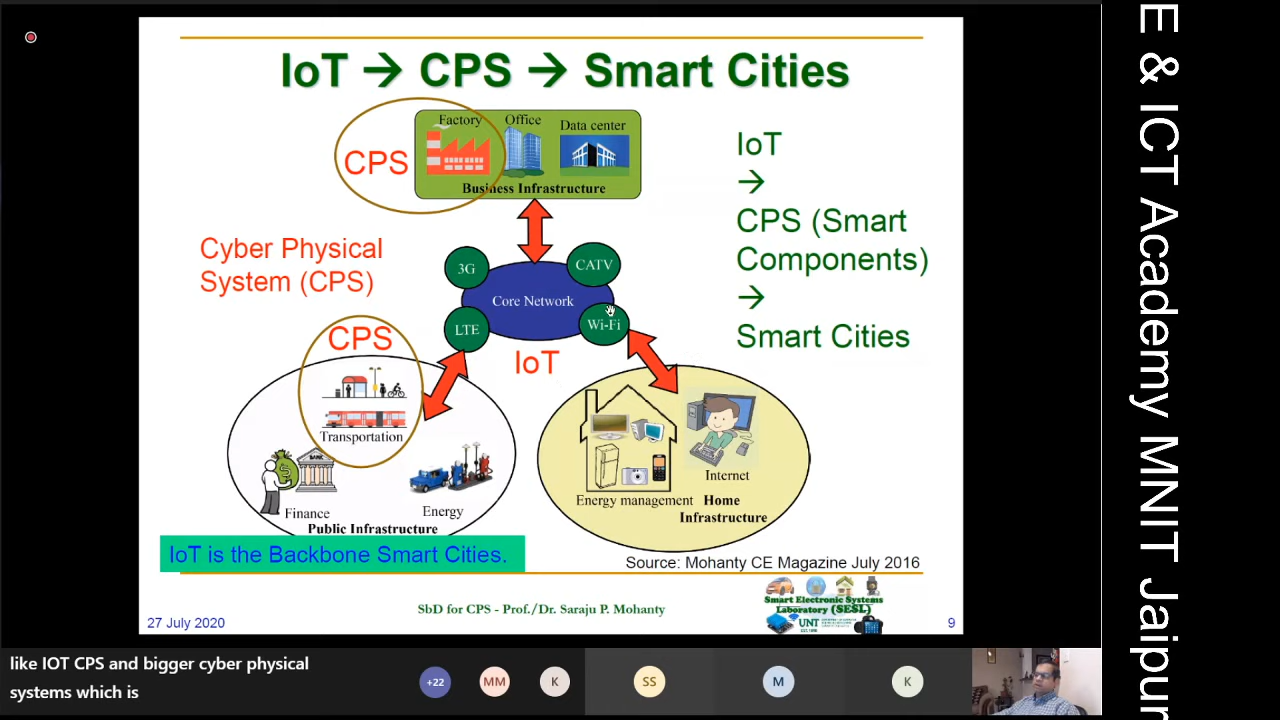 IoT → CPS → Smart Cities
Factory
Office
Data center
CPS
Business Infrastructure
IoT
→
CPS (Smart
Components)
→
Smart Cities
Cyber Physical
System (CPS)
3G
CATV
Core Network
LTE
Wi-Fi
IoT
CPS
Transportation
BANK
Finance
Energy
Public Infrastructure
Internet
Energy management
Home
Infrastructure
IoT is the Backbone Smart Cities.
Source: Mohanty CE Magazine July 2016
SbD for CPS - Prof./Dr. Saraju P. Mohanty
Smart Electronic Systems
Laboratory (SESL)
UNT
27 July 2020
9
like IOT CPS and bigger cyber physical
systems which is
+22
MM
K
SS
M
K
E & ICT Academy MNIT Jaipur